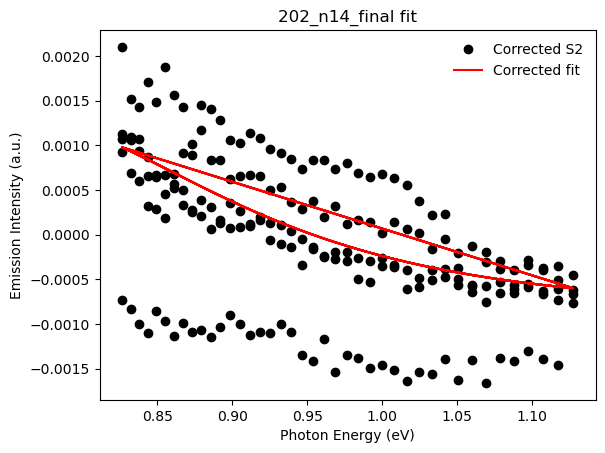 202_n14_final fit
Corrected S2
Corrected fit
Emission Intensity (a.u.)
0.0020
0.0015
0.0010
0.0005
0.0000
−0.0005
−0.0010
−0.0015
0.85 0.90 0.95 1.00 1.05 1.10
Photon Energy (eV)